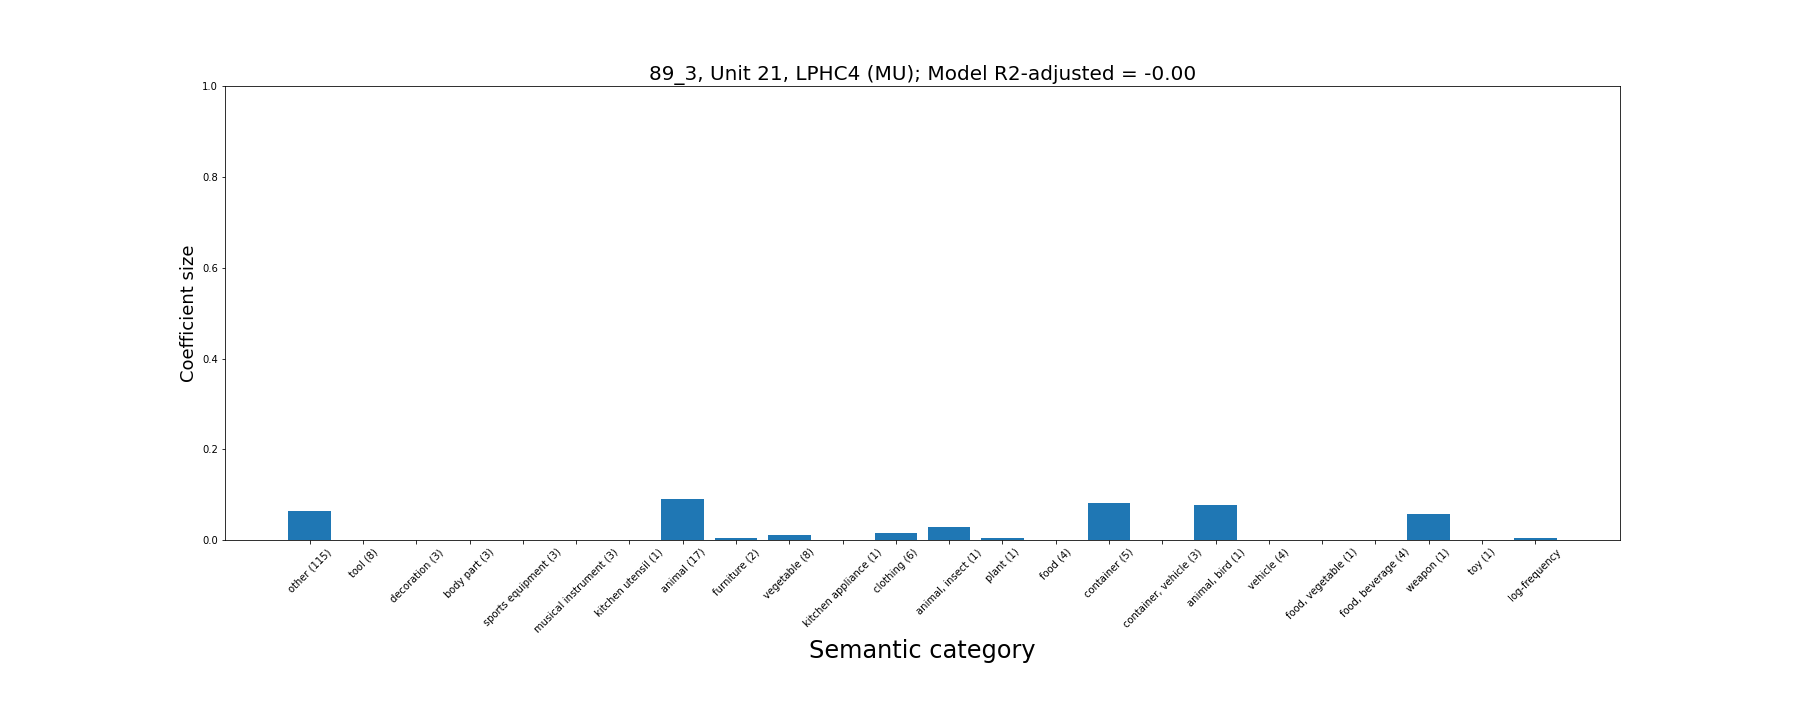 89_3, Unit 21, LPHC4 (MU); Model R2-adjusted = -0.00
Coefficient size
1.0
0.8
0.6
0.4
0.2
0.0
other (115)
tool (8)
decoration (3)
body part (3)
sports equipment (3)
musical instrument (3)
kitchen utensil (1)
animal (17)
furniture (2)
vegetable (8)
kitchen appliance (1)
clothing (6)
animal, insect (1)
plant (1)
food (4)
container (5)
container, vehicle (3)
animal, bird (1)
vehicle (4)
food, vegetable (1)
food, beverage (4)
weapon (1)
toy (1)
log-frequency
Semantic category